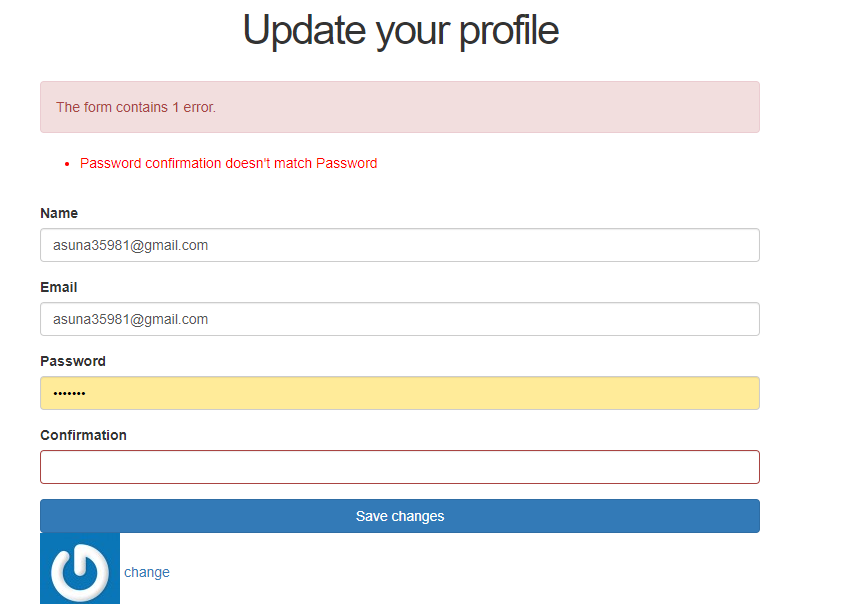 Update your profile
The form contains 1 error.
Password confirmation doesn't match Password
Name
asuna35981@gmail.com
Email
asuna35981@gmail.com
Password
•••••••
Confirmation
Save changes
change